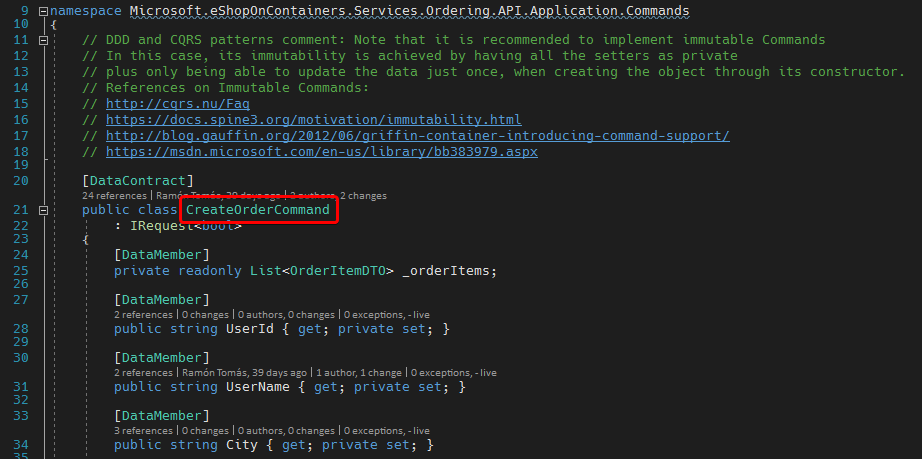 9 namespace Microsoft.eShopOnContainers.Services.Ordering.API.Application.Commands
10 {
11 // DDD and CQRS patterns comment: Note that it is recommended to implement immutable Commands
12 // In this case, its immutability is achieved by having all the setters as private
13 // plus only being able to update the data just once, when creating the object through its constructor.
14 // References on Immutable Commands:
15 // http://cqrs.nu/Faq
16 // https://docs.spine3.org/motivation/immutability.html
17 // http://blog.gauffin.org/2012/06/griffin-container-introducing-command-support/
18 // https://msdn.microsoft.com/en-us/library/bb383979.aspx
19
20 [DataContract]
24 references | Ramón Tomás, 39 days ago | 2 authors, 2 changes
21 public class CreateOrderCommand
22 : IRequest<bool>
23 {
24 [DataMember]
25 private readonly List<OrderItemDTO> _orderItems;
26
27 [DataMember]
2 references | 0 changes | 0 authors, 0 changes | 0 exceptions, - live
28 public string UserId { get; private set; }
29
30 [DataMember]
2 references | Ramón Tomás, 39 days ago | 1 author, 1 change | 0 exceptions, - live
31 public string UserName { get; private set; }
32
33 [DataMember]
3 references | 0 changes | 0 authors, 0 changes | 0 exceptions, - live
34 public string City { get; private set; }
35